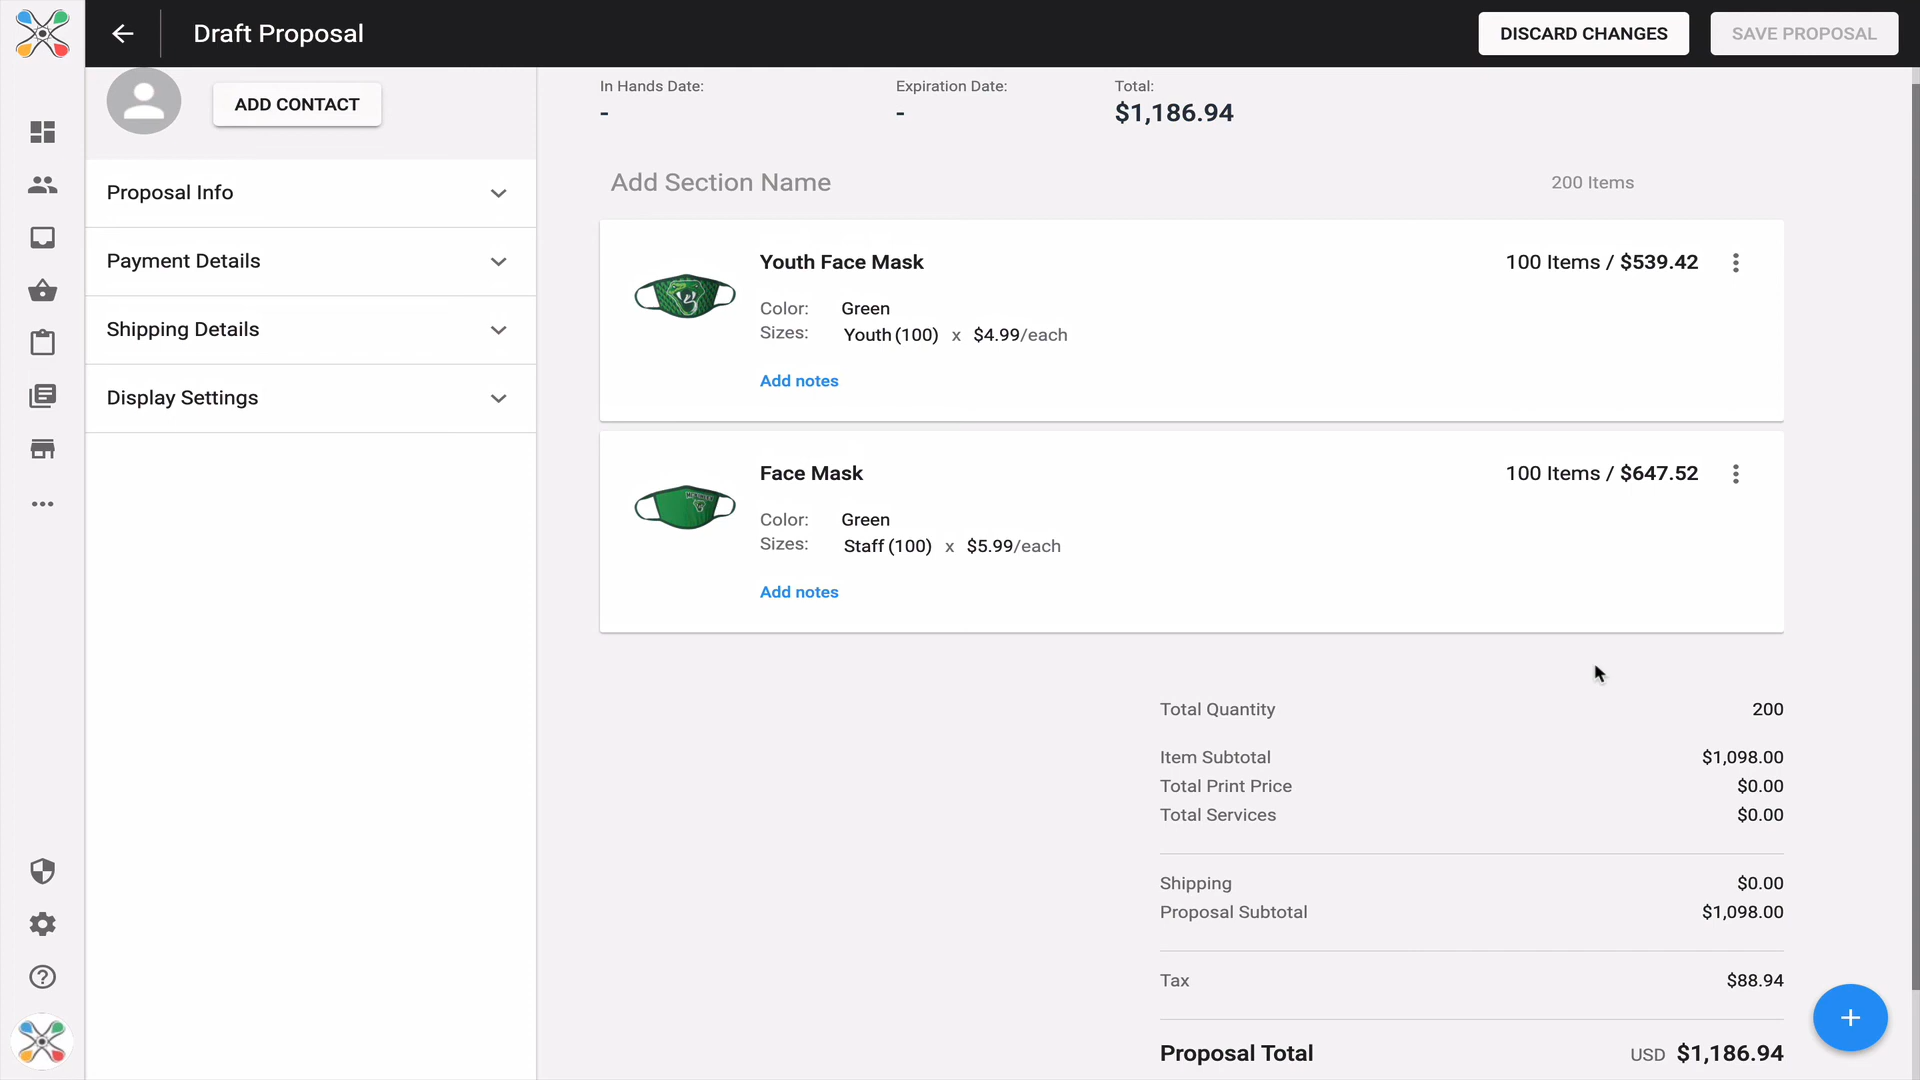 Draft Proposal
DISCARD CHANGES
SAVE PROPOSAL
ADD CONTACT
Proposal Info
Payment Details
Shipping Details
Display Settings
In Hands Date:
-
Expiration Date:
-
Total:
$1,186.94
Add Section Name
200 Items
Youth Face Mask
100 Items / $539.42
Color: Green
Sizes: Youth (100) x $4.99/each
Add notes
Face Mask
100 Items / $647.52
Color: Green
Sizes: Staff (100) x $5.99/each
Add notes
Total Quantity 200
Item Subtotal $1,098.00
Total Print Price $0.00
Total Services $0.00
Shipping $0.00
Proposal Subtotal $1,098.00
Tax $88.94
Proposal Total USD $1,186.94